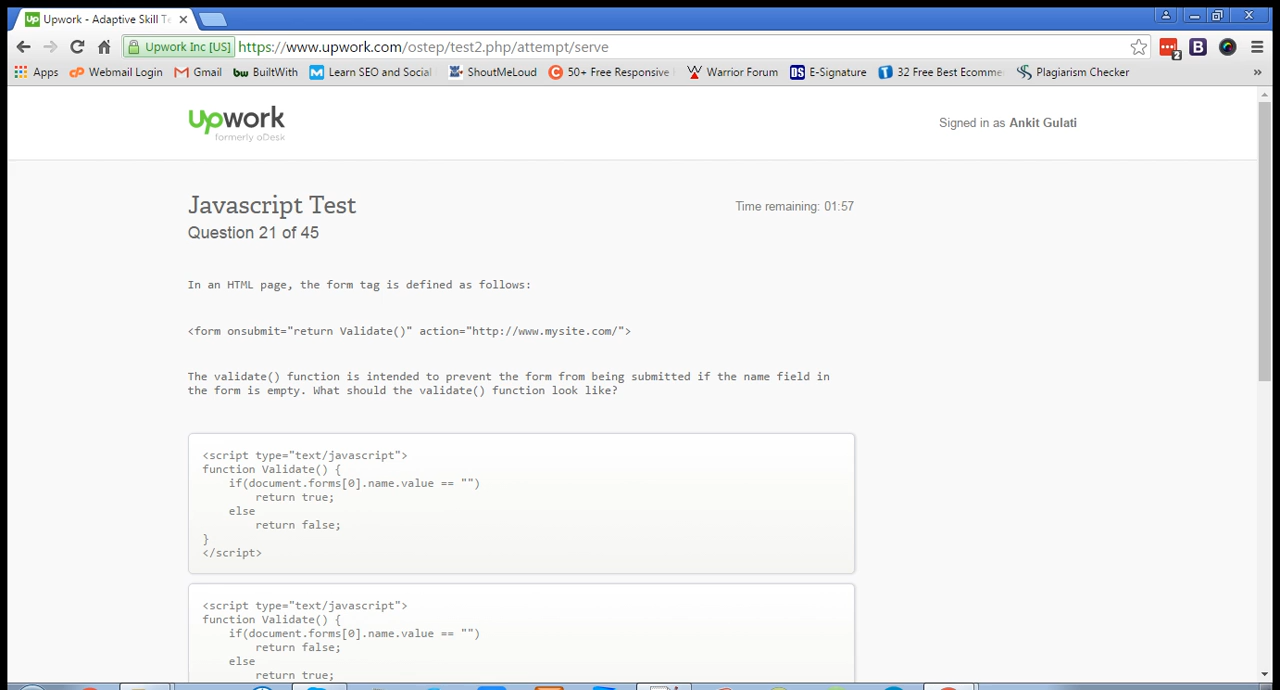 Upwork - Adaptive Skill Te
Upwork Inc [US] https://www.upwork.com/ostep/test2.php/attempt/serve
2
B
Apps Webmail Login Gmail bw BuiltWith Learn SEO and Social ShoutMeLoud 50+ Free Responsive Warrior Forum DS E-Signature 32 Free Best Ecomme Plagiarism Checker »
upwork
formerly oDesk
Signed in as Ankit Gulati
Javascript Test
Time remaining: 01:57
Question 21 of 45
In an HTML page, the form tag is defined as follows:
<form onsubmit="return Validate()" action="http://www.mysite.com/">
The validate() function is intended to prevent the form from being submitted if the name field in
the form is empty. What should the validate() function look like?
<script type="text/javascript">
function Validate() {
if(document.forms[0].name.value == "")
return true;
else
return false;
}
</script>
<script type="text/javascript">
function Validate() {
if(document.forms[0].name.value == "")
return false;
else
return true;